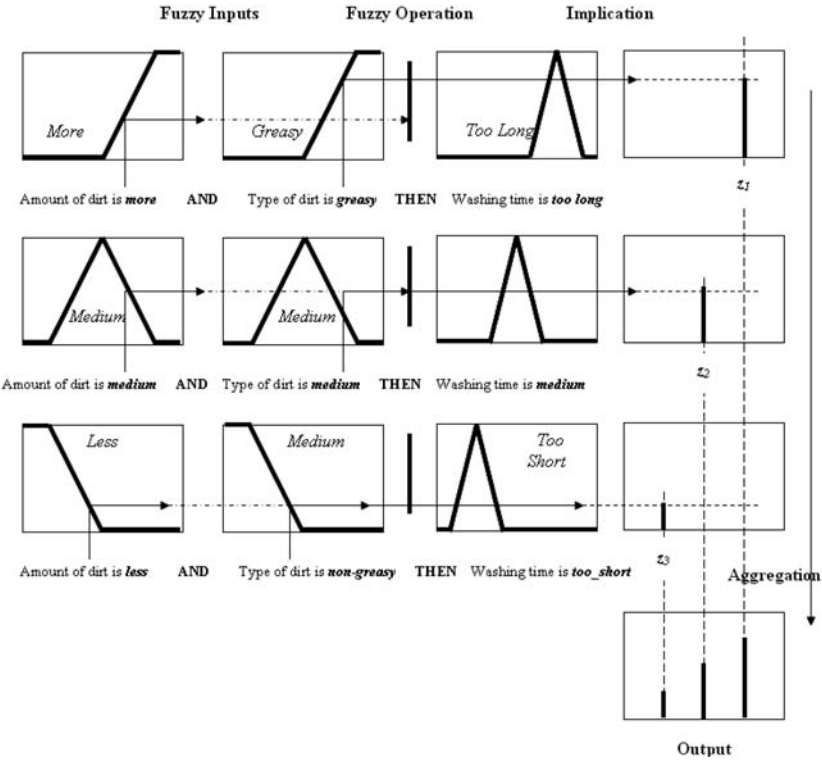 Fuzzy Inputs Fuzzy Operation Implication
More Greasy Too Long
Amount of dirt is more AND Type of dirt is greasy THEN Washing time is too long
z1
Medium Medium
Amount of dirt is medium AND Type of dirt is medium THEN Washing time is medium
z2
Less Medium Too
Short
Amount of dirt is less AND Type of dirt is non-greasy THEN Washing time is too_short
z3
Aggregation
Output